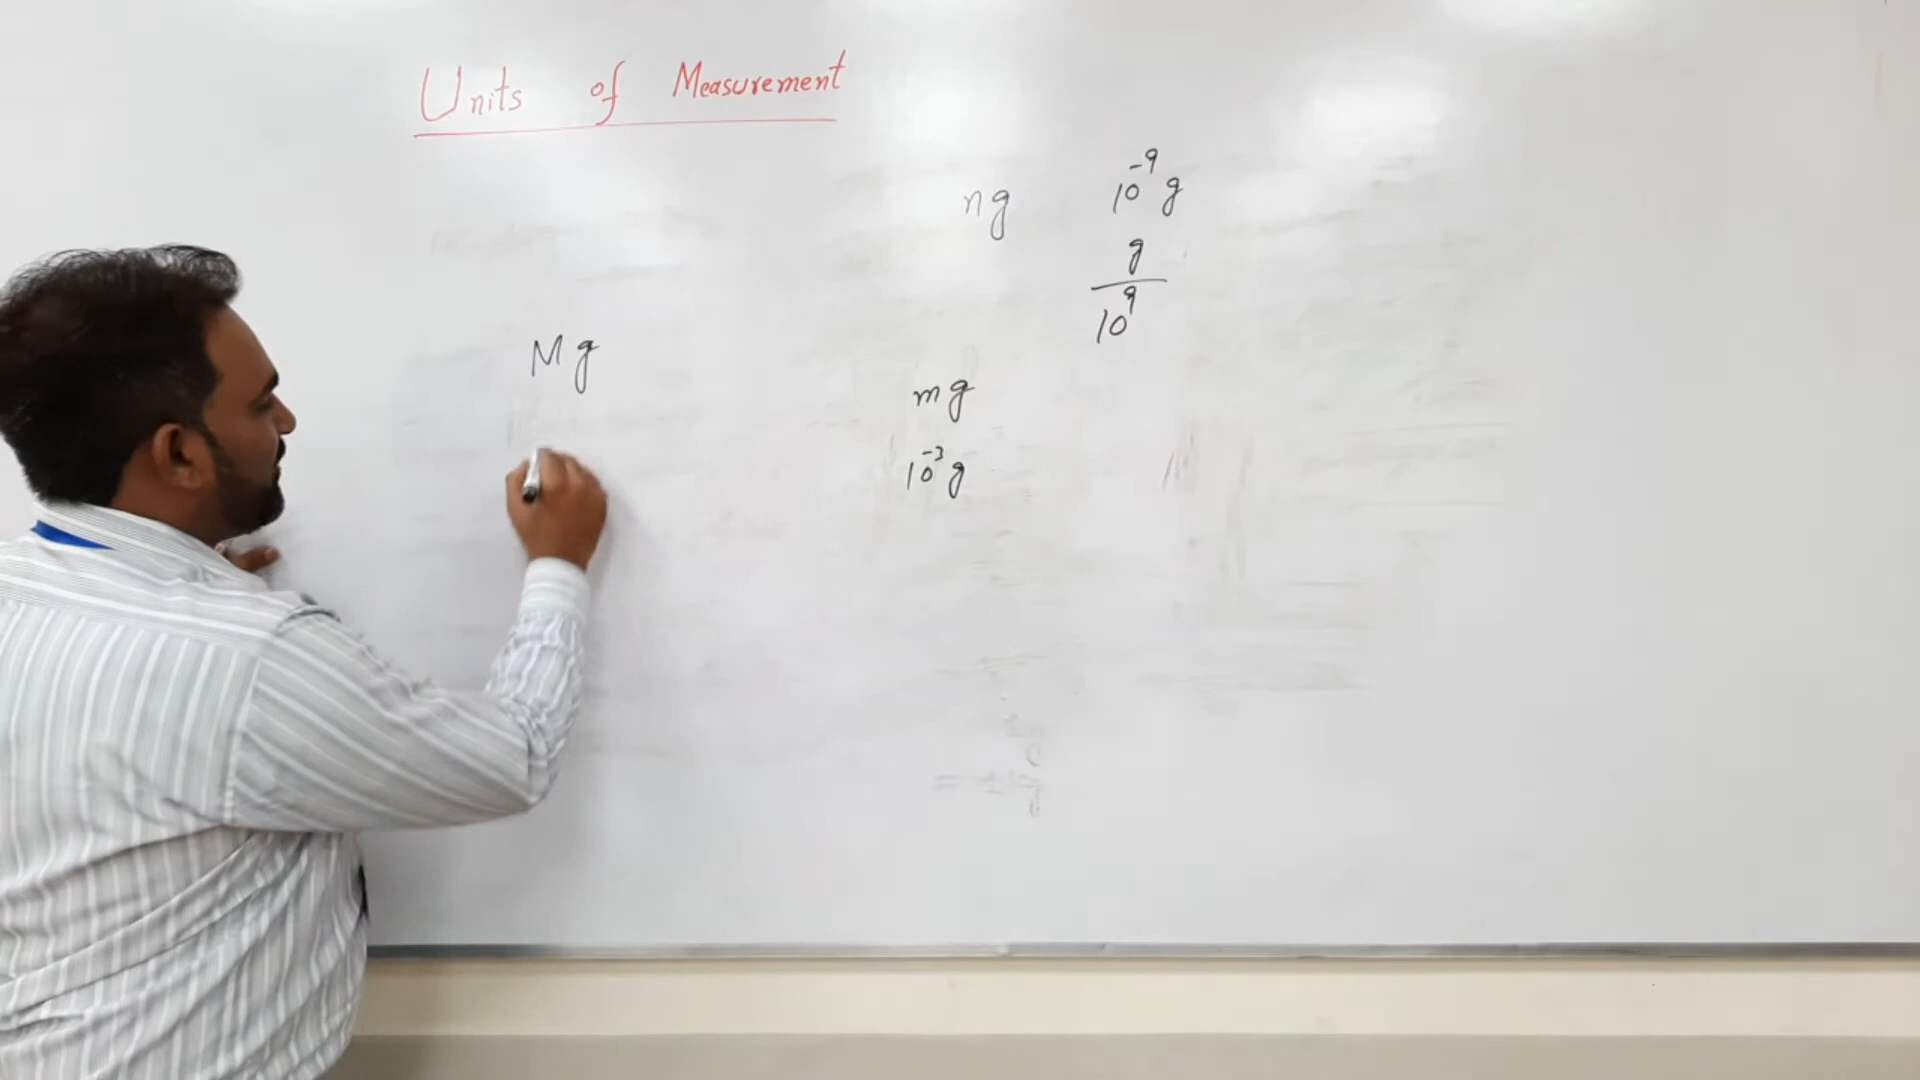 Units of Measurement
ng 10⁻⁹ g
g
10⁹
Mg
mg
10⁻³ g